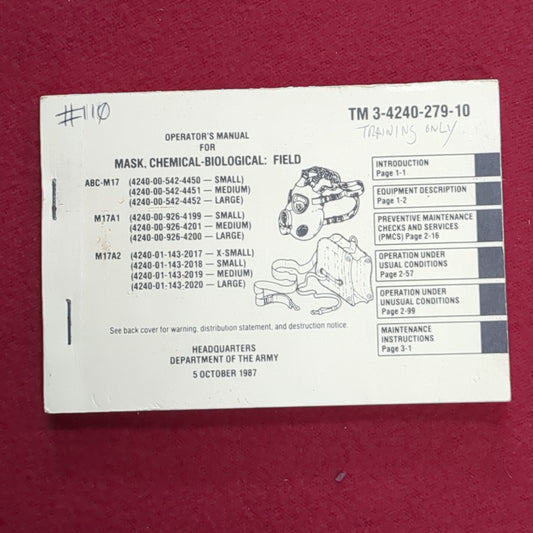 #110
TM 3-4240-279-10
TRAINING ONLY
OPERATOR'S MANUAL
FOR
MASK, CHEMICAL-BIOLOGICAL: FIELD
ABC-M17 (4240-00-542-4450 — SMALL)
(4240-00-542-4451 — MEDIUM)
(4240-00-542-4452 — LARGE)
M17A1 (4240-00-926-4199 — SMALL)
(4240-00-926-4201 — MEDIUM)
(4240-00-926-4200 — LARGE)
M17A2 (4240-01-143-2017 — X-SMALL)
(4240-01-143-2018 — SMALL)
(4240-01-143-2019 — MEDIUM)
(4240-01-143-2020 — LARGE)
INTRODUCTION
Page 1-1
EQUIPMENT DESCRIPTION
Page 1-2
PREVENTIVE MAINTENANCE
CHECKS AND SERVICES
(PMCS) Page 2-16
OPERATION UNDER
USUAL CONDITIONS
Page 2-57
OPERATION UNDER
UNUSUAL CONDITIONS
Page 2-99
MAINTENANCE
INSTRUCTIONS
Page 3-1
See back cover for warning, distribution statement, and destruction notice.
HEADQUARTERS
DEPARTMENT OF THE ARMY
5 OCTOBER 1987